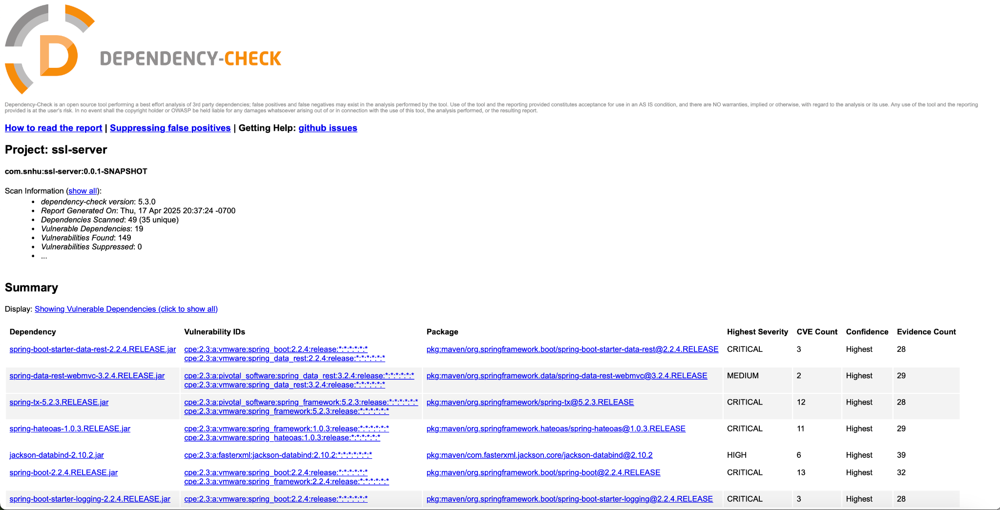 DEPENDENCY-CHECK
Dependency-Check is an open source tool performing a best effort analysis of 3rd party dependencies; false positives and false negatives may exist in the analysis performed by the tool. Use of the tool and the reporting provided constitutes acceptance for use in an AS IS condition, and there are NO warranties, implied or otherwise, with regard to the analysis or its use. Any use of the tool and the reporting
provided is at the user's risk. In no event shall the copyright holder or OWASP be held liable for any damages whatsoever arising out of or in connection with the use of this tool, the analysis performed, or the resulting report.
How to read the report | Suppressing false positives | Getting Help: github issues
Project: ssl-server
com.snhu:ssl-server:0.0.1-SNAPSHOT
Scan Information (show all):
• dependency-check version: 5.3.0
• Report Generated On: Thu, 17 Apr 2025 20:37:24 -0700
• Dependencies Scanned: 49 (35 unique)
• Vulnerable Dependencies: 19
• Vulnerabilities Found: 149
• Vulnerabilities Suppressed: 0
• ...
Summary
Display: Showing Vulnerable Dependencies (click to show all)
Dependency Vulnerability IDs Package Highest Severity CVE Count Confidence Evidence Count
spring-boot-starter-data-rest-2.2.4.RELEASE.jar cpe:2.3:a:vmware:spring_boot:2.2.4:release:*:*:*:*:*:* pkg:maven/org.springframework.boot/spring-boot-starter-data-rest@2.2.4.RELEASE CRITICAL 3 Highest 28
cpe:2.3:a:vmware:spring_data_rest:2.2.4:release:*:*:*:*:*:*
spring-data-rest-webmvc-3.2.4.RELEASE.jar cpe:2.3:a:pivotal_software:spring_data_rest:3.2.4:release:*:*:*:*:*:* pkg:maven/org.springframework.data/spring-data-rest-webmvc@3.2.4.RELEASE MEDIUM 2 Highest 29
cpe:2.3:a:vmware:spring_data_rest:3.2.4:release:*:*:*:*:*:*
spring-tx-5.2.3.RELEASE.jar cpe:2.3:a:pivotal_software:spring_framework:5.2.3:release:*:*:*:*:*:* pkg:maven/org.springframework/spring-tx@5.2.3.RELEASE CRITICAL 12 Highest 28
cpe:2.3:a:vmware:spring_framework:5.2.3:release:*:*:*:*:*:*
spring-hateoas-1.0.3.RELEASE.jar cpe:2.3:a:vmware:spring_framework:1.0.3:release:*:*:*:*:*:* pkg:maven/org.springframework.hateoas/spring-hateoas@1.0.3.RELEASE CRITICAL 11 Highest 29
cpe:2.3:a:vmware:spring_hateoas:1.0.3:release:*:*:*:*:*:*
jackson-databind-2.10.2.jar cpe:2.3:a:fasterxml:jackson-databind:2.10.2:*:*:*:*:*:*:* pkg:maven/com.fasterxml.jackson.core/jackson-databind@2.10.2 HIGH 6 Highest 39
spring-boot-2.2.4.RELEASE.jar cpe:2.3:a:vmware:spring_boot:2.2.4:release:*:*:*:*:*:* pkg:maven/org.springframework.boot/spring-boot@2.2.4.RELEASE CRITICAL 13 Highest 32
cpe:2.3:a:vmware:spring_framework:2.2.4:release:*:*:*:*:*:*
spring-boot-starter-logging-2.2.4.RELEASE.jar cpe:2.3:a:vmware:spring_boot:2.2.4:release:*:*:*:*:*:* pkg:maven/org.springframework.boot/spring-boot-starter-logging@2.2.4.RELEASE CRITICAL 3 Highest 28